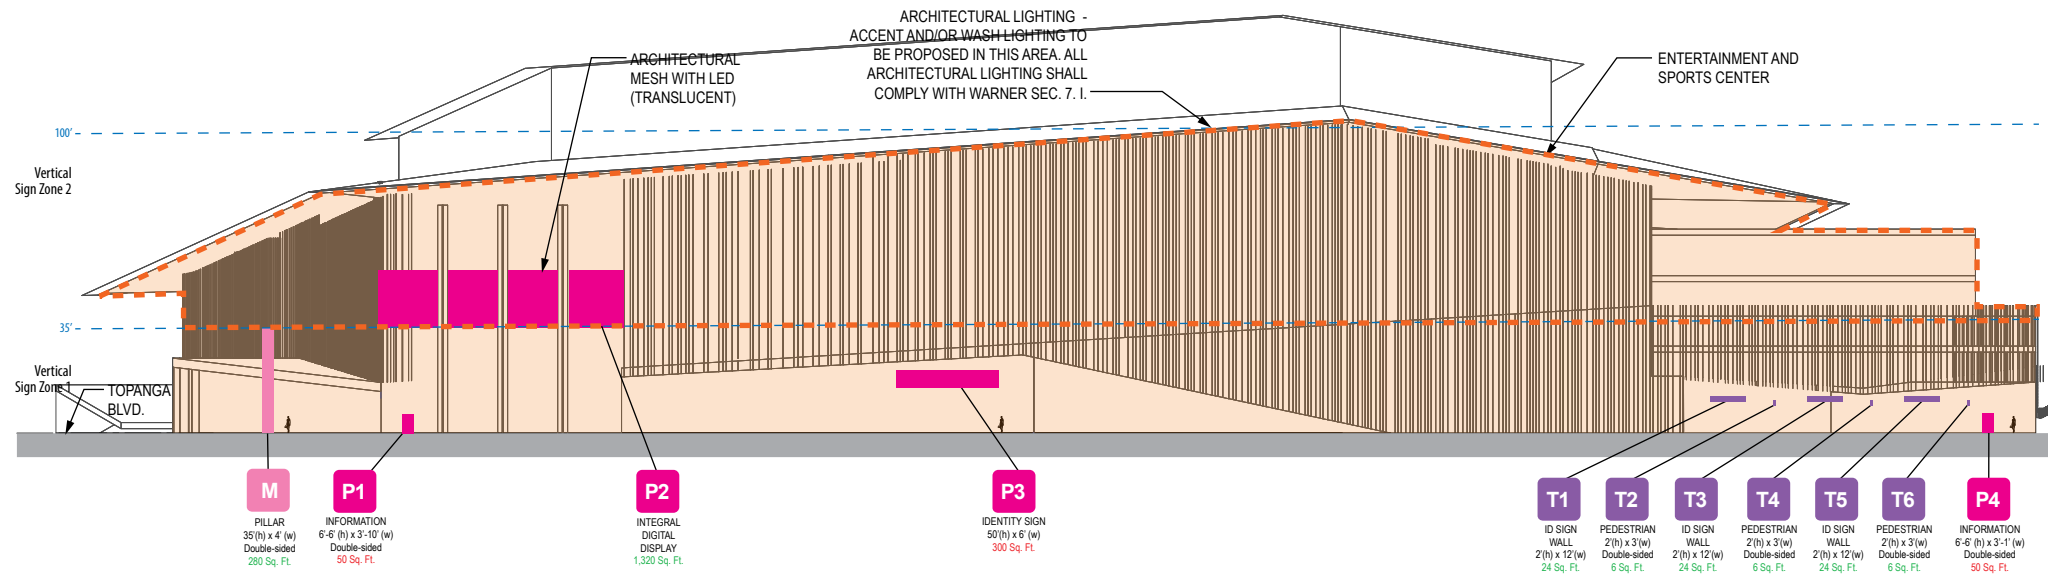 ARCHITECTURAL LIGHTING -
ACCENT AND/OR WASH LIGHTING TO
BE PROPOSED IN THIS AREA. ALL
ARCHITECTURAL LIGHTING SHALL
COMPLY WITH WARNER SEC. 7. I.
ARCHITECTURAL
MESH WITH LED
(TRANSLUCENT)
ENTERTAINMENT AND
SPORTS CENTER
100'
Vertical
Sign Zone 2
35'
Vertical
Sign Zone 1
TOPANGA
BLVD.
M
PILLAR
35'(h) x 4' (w)
Double-sided
280 Sq. Ft.
P1
INFORMATION
6'-6' (h) x 3'-10' (w)
Double-sided
50 Sq. Ft.
P2
INTEGRAL
DIGITAL
DISPLAY
1,320 Sq. Ft.
P3
IDENTITY SIGN
50'(h) x 6' (w)
300 Sq. Ft.
T1
ID SIGN
WALL
2'(h) x 12'(w)
24 Sq. Ft.
T2
PEDESTRIAN
2'(h) x 3'(w)
Double-sided
6 Sq. Ft.
T3
ID SIGN
WALL
2'(h) x 12'(w)
24 Sq. Ft.
T4
PEDESTRIAN
2'(h) x 3'(w)
Double-sided
6 Sq. Ft.
T5
ID SIGN
WALL
2'(h) x 12'(w)
24 Sq. Ft.
T6
PEDESTRIAN
2'(h) x 3'(w)
Double-sided
6 Sq. Ft.
P4
INFORMATION
6'-6' (h) x 3'-1' (w)
Double-sided
50 Sq. Ft.